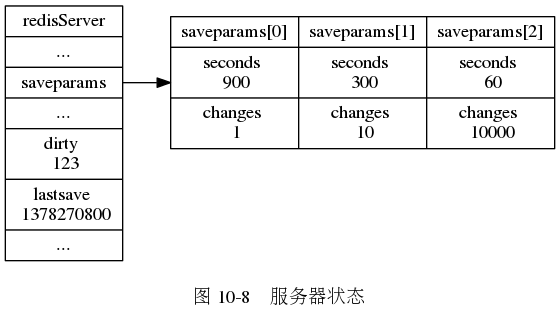 redisServer
...
saveparams
...
dirty
123
lastsave
1378270800
...
saveparams[0] saveparams[1] saveparams[2]
seconds seconds seconds
900 300 60
changes changes changes
1 10 10000
图 10-8 服务器状态